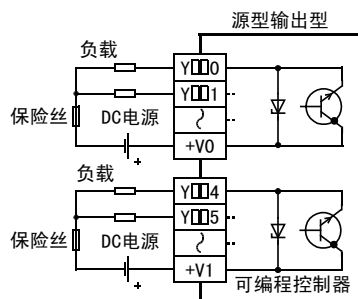 源型输出型
负载
Y□□0
Y□□1
保险丝
DC电源
+V0
+
负载
Y□□4
Y□□5
保险丝
DC电源
+V1
+
可编程控制器